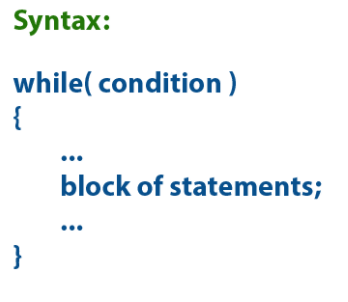 Syntax:
while( condition )
{
...
block of statements;
...
}